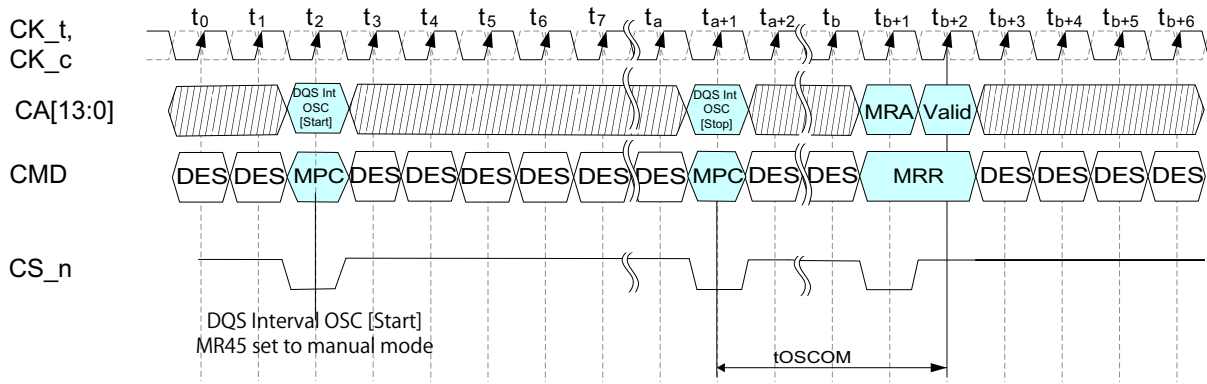 t0 t1 t2 t3 t4 t5 t6 t7 ta ta+1 ta+2 tb tb+1 tb+2 tb+3 tb+4 tb+5 tb+6
CK_t,
CK_c
CA[13:0]
DQS Int
OSC
[Start]
DQS Int
OSC
[Stop]
MRA Valid
CMD
DES DES MPC DES DES DES DES DES DES MPC DES DES MRR DES DES DES DES
CS_n
DQS Interval OSC [Start]
MR45 set to manual mode
tOSCOM